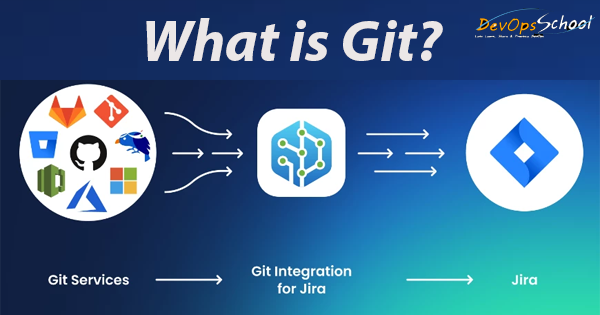 What is Git?
DevOpsSchool
Git Services
Git Integration
for Jira
Jira